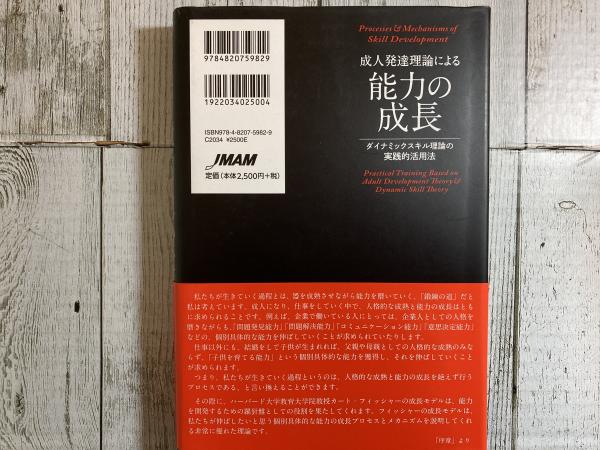 9784820759829
1922034025004
ISBN978-4-8207-5982-9
C2034 ¥2500E
JMAM
定価(本体2,500円+税)
Processes & Mechanisms of
Skill Development
成人発達理論による
能力の
成長
ダイナミックスキル理論の
実践的活用法
Practical Training Based on
Adult Development Theory &
Dynamic Skill Theory
私たちが生きていく過程とは、器を成熟させながら能力を磨いていく、「鍛錬の道」だと
私は考えています。成人になり、仕事をしていく中で、人格的な成熟と能力の成長はとも
に求められることです。例えば、企業で働いている人にとっては、企業人としての人格を
磨きながらも、「問題発見能力」「問題解決能力」「コミュニケーション能力」「意思決定能力」
などの、個別具体的な能力を伸ばしていくことが求められていたりします。
仕事以外にも、結婚をして子供が生まれれば、父親や母親としての人格的な成熟のみな
らず、「子供を育てる能力」という個別具体的な能力を獲得し、それを伸ばしていくこと
が求められます。
つまり、私たちが生きていく過程というのは、人格的な成熟と能力の成長を絶えず行う
プロセスである、と言い換えることができます。
その際に、ハーバード大学教育大学院教授カート・フィッシャーの成長モデルは、能力
を開発するための羅針盤としての役割を果たしてくれます。フィッシャーの成長モデルは、
私たちが伸ばしたいと思う個別具体的な能力の成長プロセスとメカニズムを説明してくれ
る非常に優れた理論です。
「序章」より